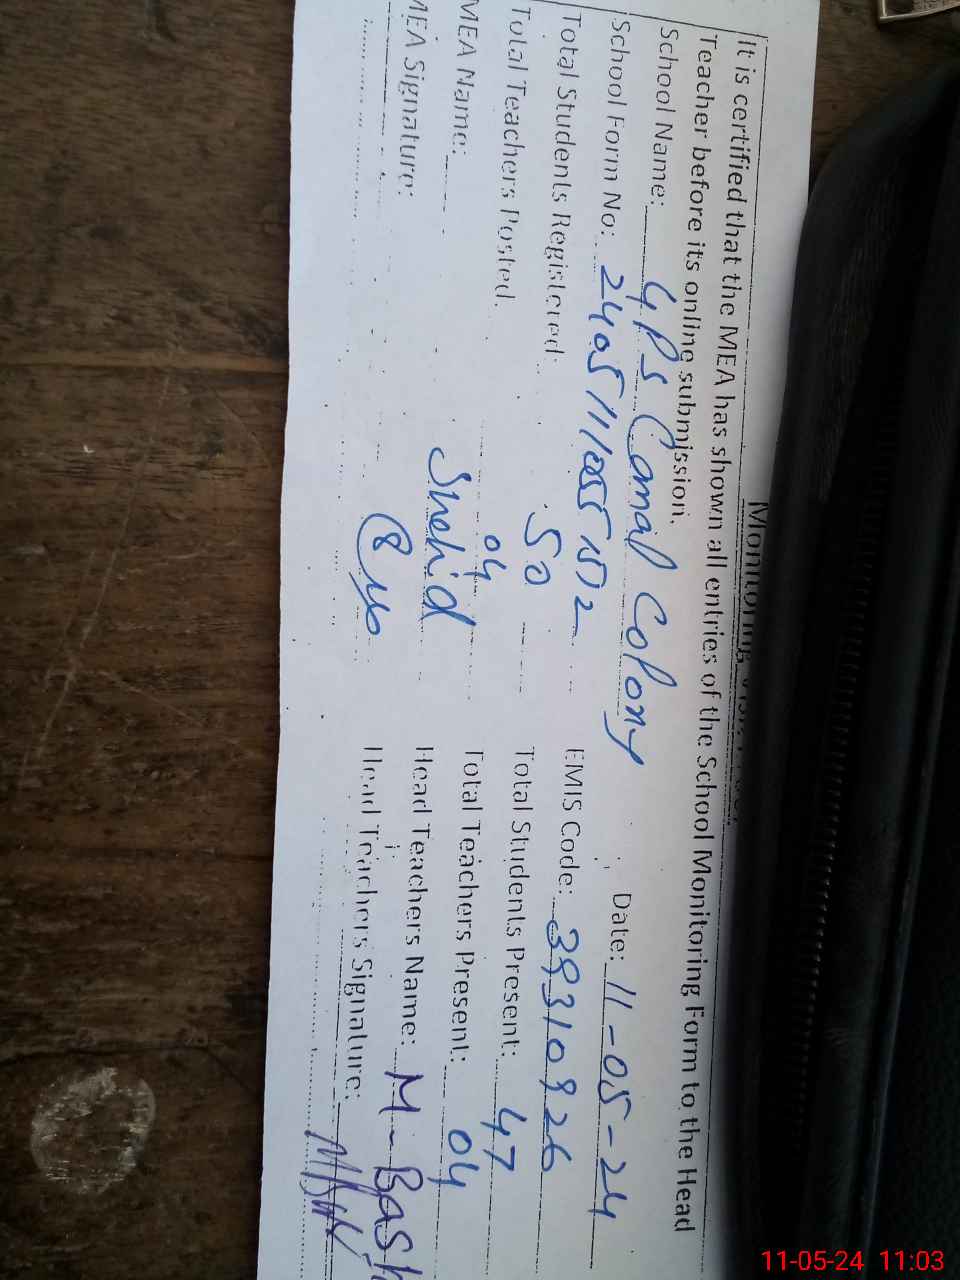 Monitoring
It is certified that the MEA has shown all entries of the School Monitoring Form to the Head
Teacher before its online submission.
School Name: GPS Canal Colony Date: 11-05-24
School Form No: EMIS Code: 39310926
Total Students Registered: 50 Total Students Present: 47
Total Teachers Posted: 04 Total Teachers Present: 04
MEA Name: Shahid Head Teachers Name: M-Bash
MEA Signature: Head Teachers Signature:
11-05-24 11:03